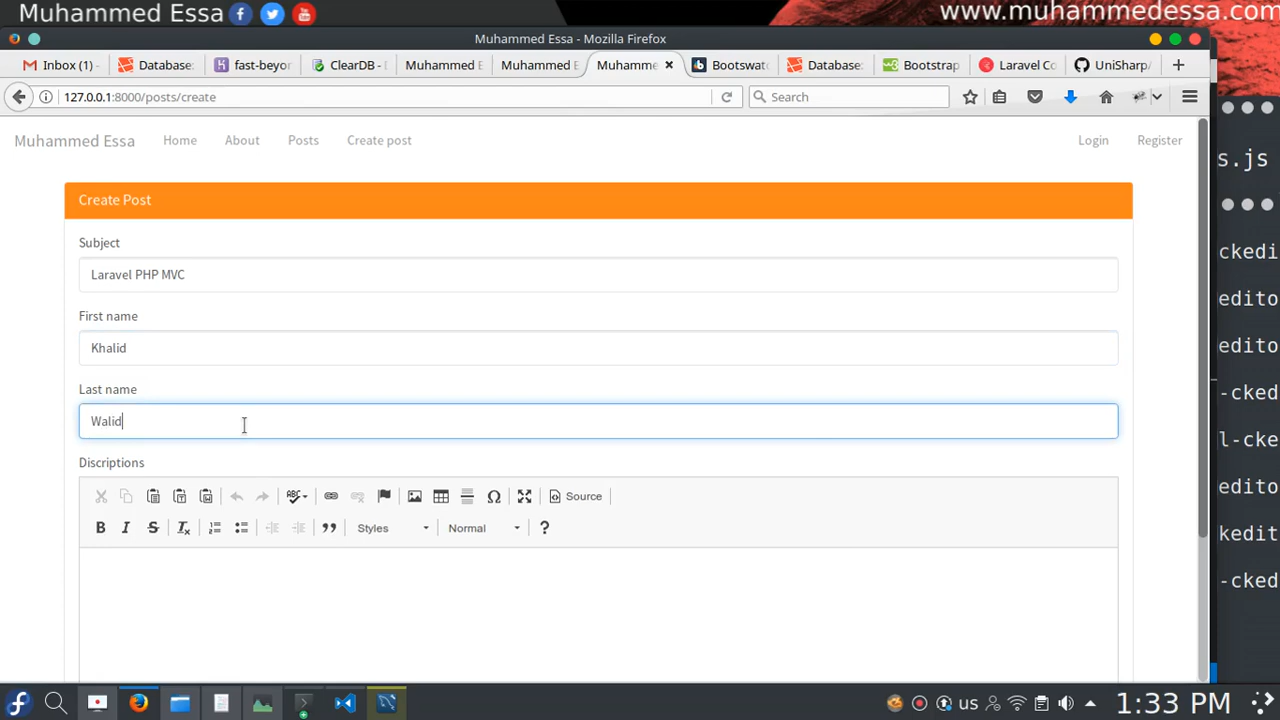 Muhammed Essa
www.muhammedessa.com
Muhammed Essa - Mozilla Firefox
Inbox (1)
Database
fast-beyo
ClearDB -
Muhammed E
Muhammed E
Muhamme
Bootswat
Database
Bootstrap
Laravel Co
UniSharp/
127.0.0.1:8000/posts/create
Search
Muhammed Essa Home About Posts Create post Login Register
Create Post
Subject
Laravel PHP MVC
First name
Khalid
Last name
Walid
Discriptions
ABC
Source
B I S Tx
Styles
Normal
?
s.js
ckedi
edito
edito
-cked
l-cke
edito
kedit
-cked
us
1:33 PM